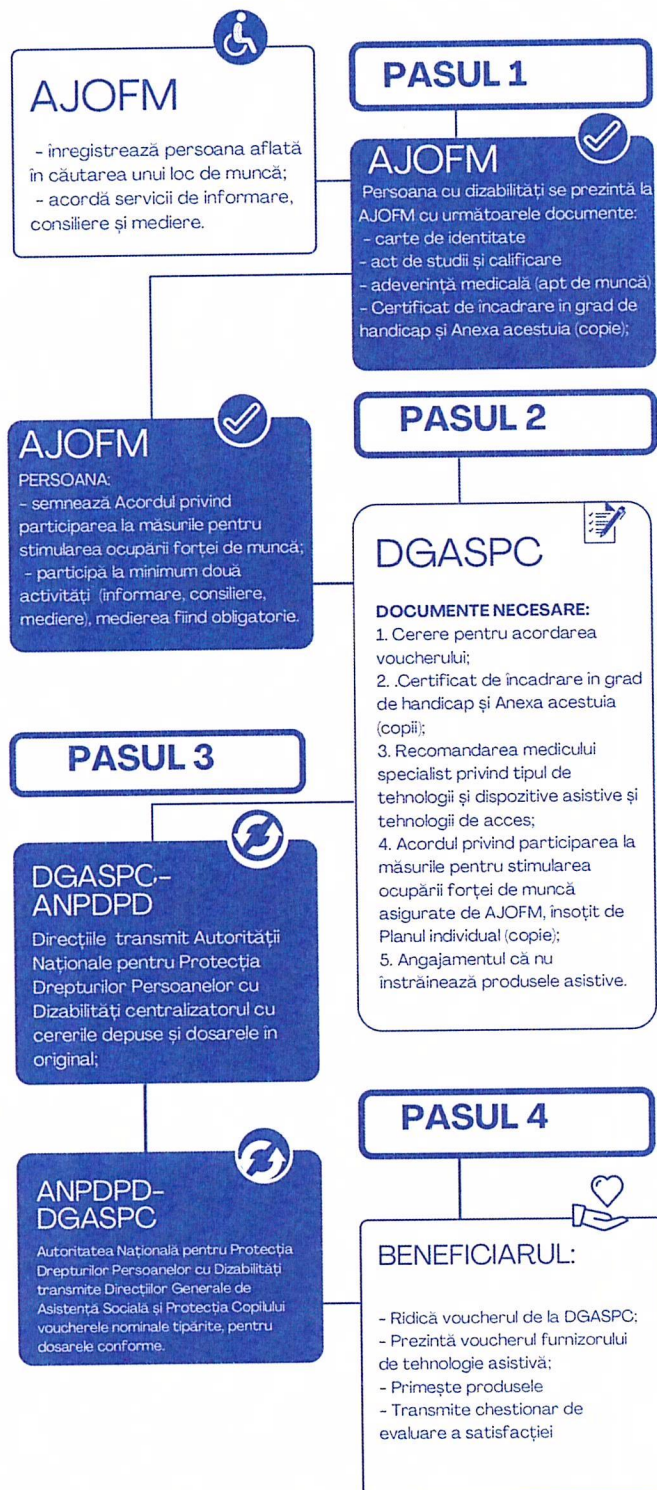 PASUL 1
AJOFM
Persoana cu dizabilități se prezintă la
AJOFM cu următoarele documente:
- carte de identitate
- act de studii și calificare
- adeverință medicală (apt de muncă)
- Certificat de încadrare in grad de
handicap și Anexa acestuia (copie);
AJOFM
- înregistrează persoana aflată
în căutarea unui loc de muncă;
- acordă servicii de informare,
consiliere și mediere.
AJOFM
PERSOANA:
- semnează Acordul privind
participarea la măsurile pentru
stimularea ocupării forței de muncă;
- participă la minimum două
activități (informare, consiliere,
mediere), medierea fiind obligatorie.
PASUL 2
DGASPC
DOCUMENTE NECESARE:
1. Cerere pentru acordarea
voucherului;
2. .Certificat de încadrare in grad
de handicap și Anexa acestuia
(copii);
3. Recomandarea medicului
specialist privind tipul de
tehnologii și dispozitive asistive și
tehnologii de acces;
4. Acordul privind participarea la
măsurile pentru stimularea
ocupării forței de muncă
asigurate de AJOFM, însoțit de
Planul individual (copie);
5. Angajamentul că nu
înstrăinează produsele asistive.
PASUL 3
DGASPC-
ANPDPD
Direcțiile transmit Autorității
Naționale pentru Protecția
Drepturilor Persoanelor cu
Dizabilități centralizatorul cu
cererile depuse și dosarele in
original;
ANPDPD-
DGASPC
Autoritatea Națională pentru Protecția
Drepturilor Persoanelor cu Dizabilități
transmite Direcțiilor Generale de
Asistență Socială și Protecția Copilului
voucherele nominale tipărite, pentru
dosarele conforme.
PASUL 4
BENEFICIARUL:
- Ridică voucherul de la DGASPC;
- Prezintă voucherul furnizorului
de tehnologie asistivă;
- Primește produsele
- Transmite chestionar de
evaluare a satisfacției